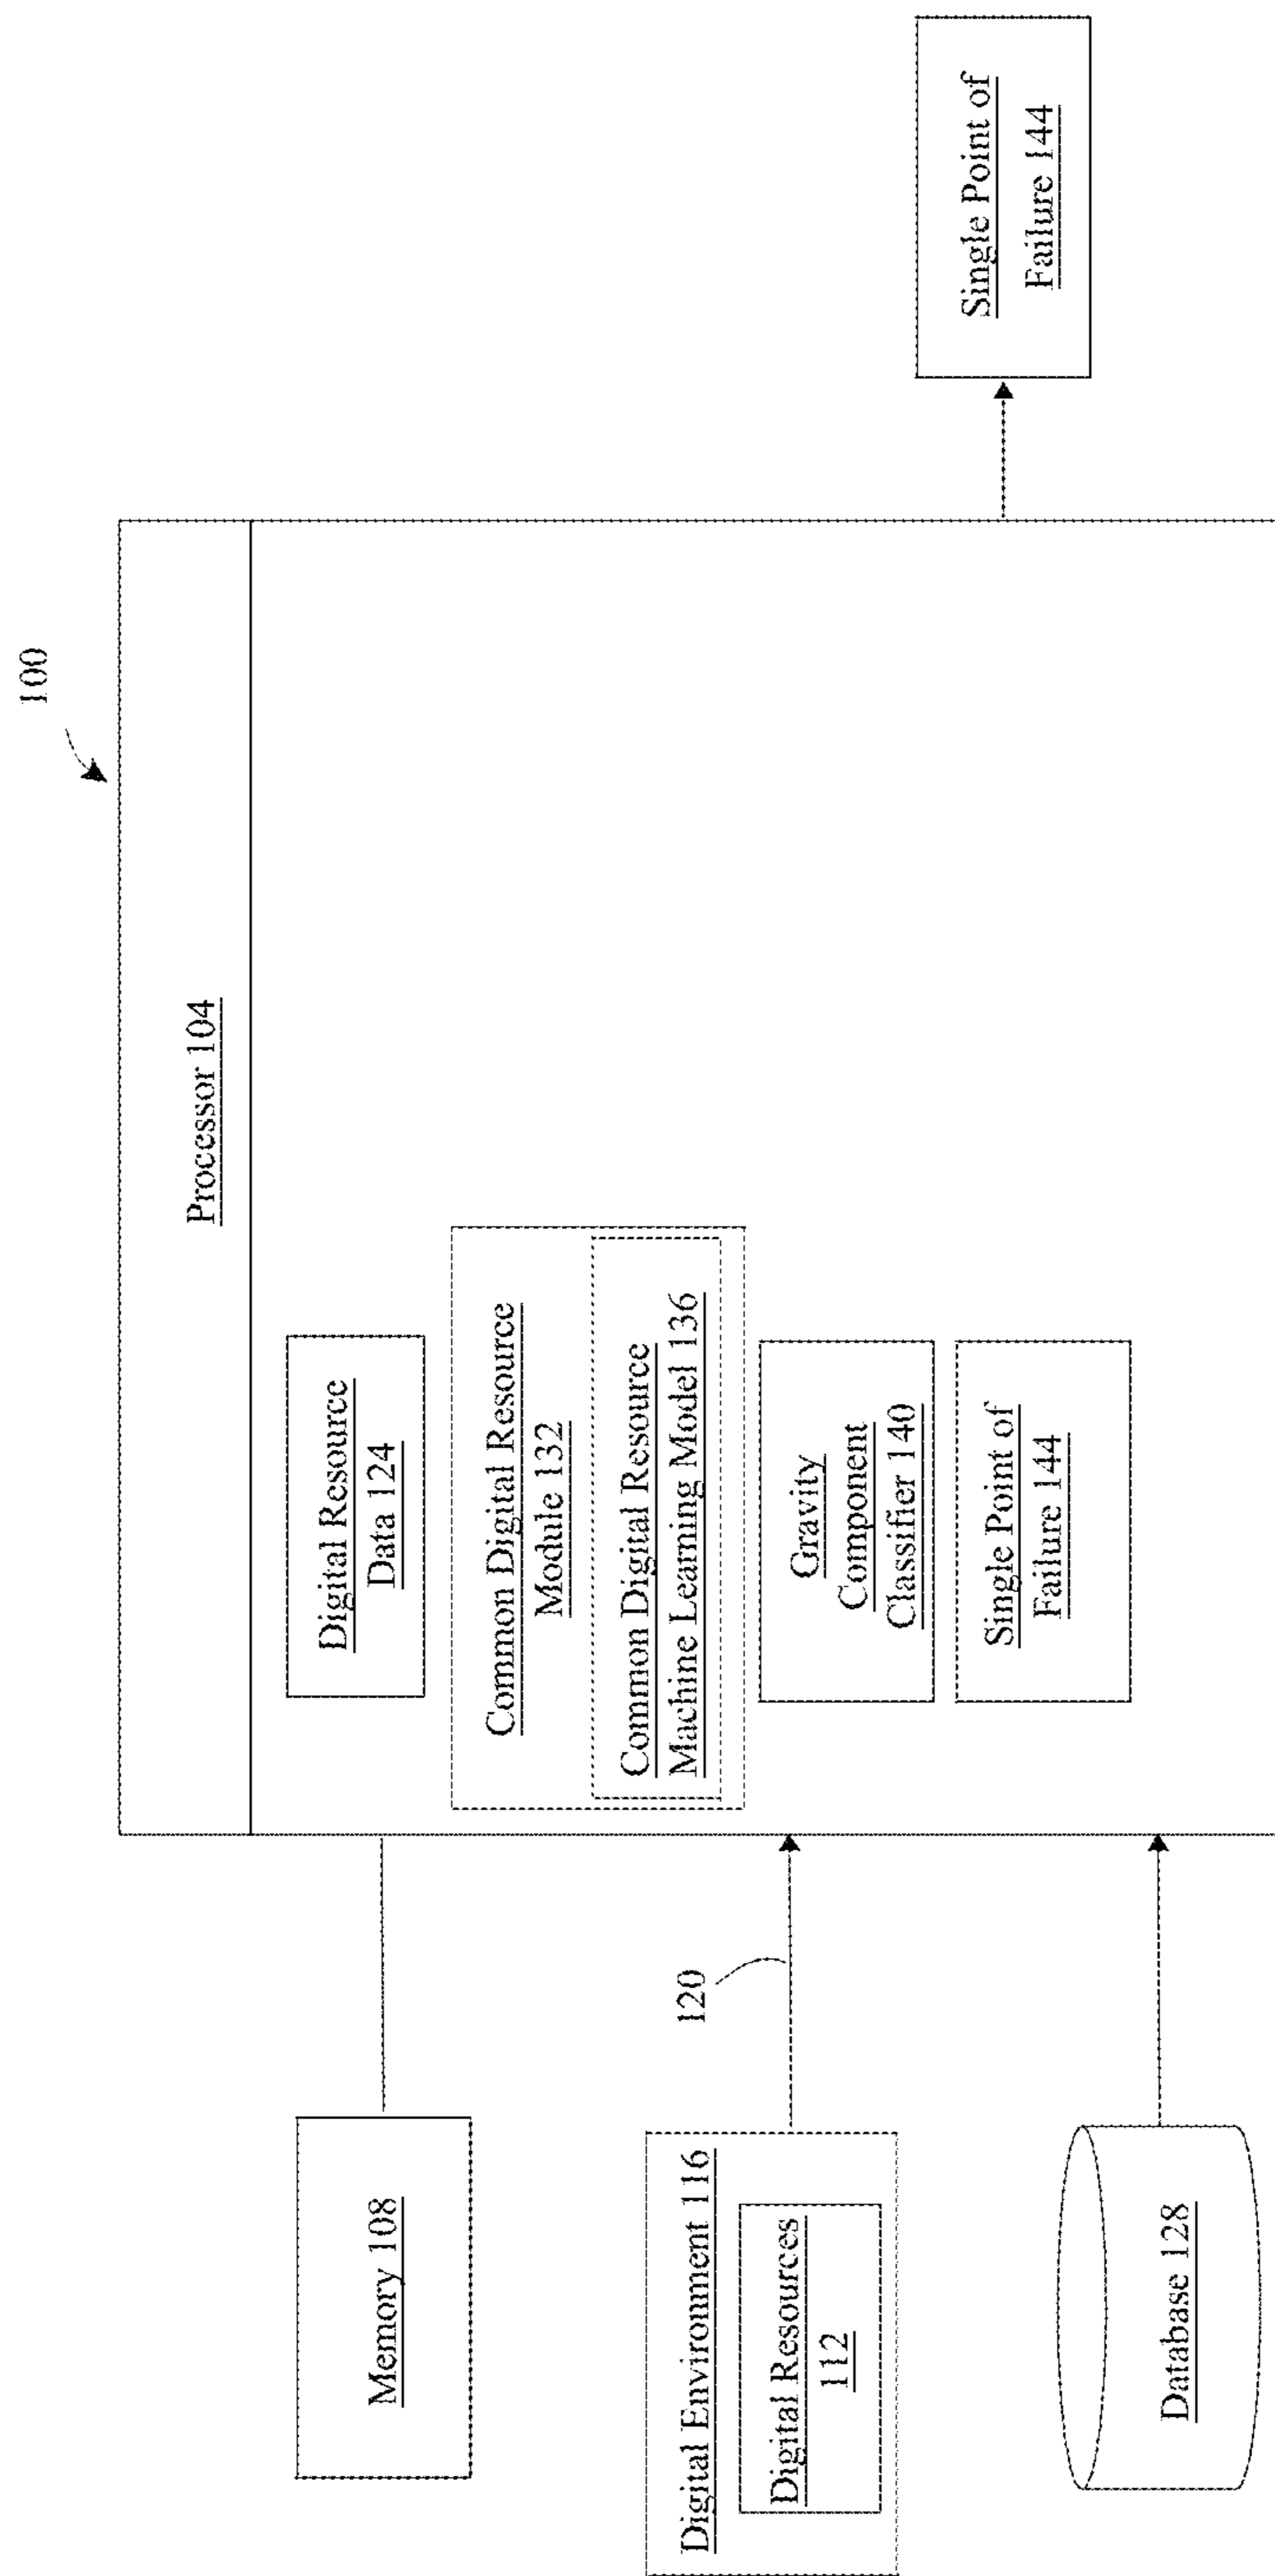 100
Processor 104
Memory 108
Digital Environment 116
Digital Resources
112
120
Database 128
Digital Resource
Data 124
Common Digital Resource
Module 132
Common Digital Resource
Machine Learning Model 136
Gravity
Component
Classifier 140
Single Point of
Failure 144
Single Point of
Failure 144